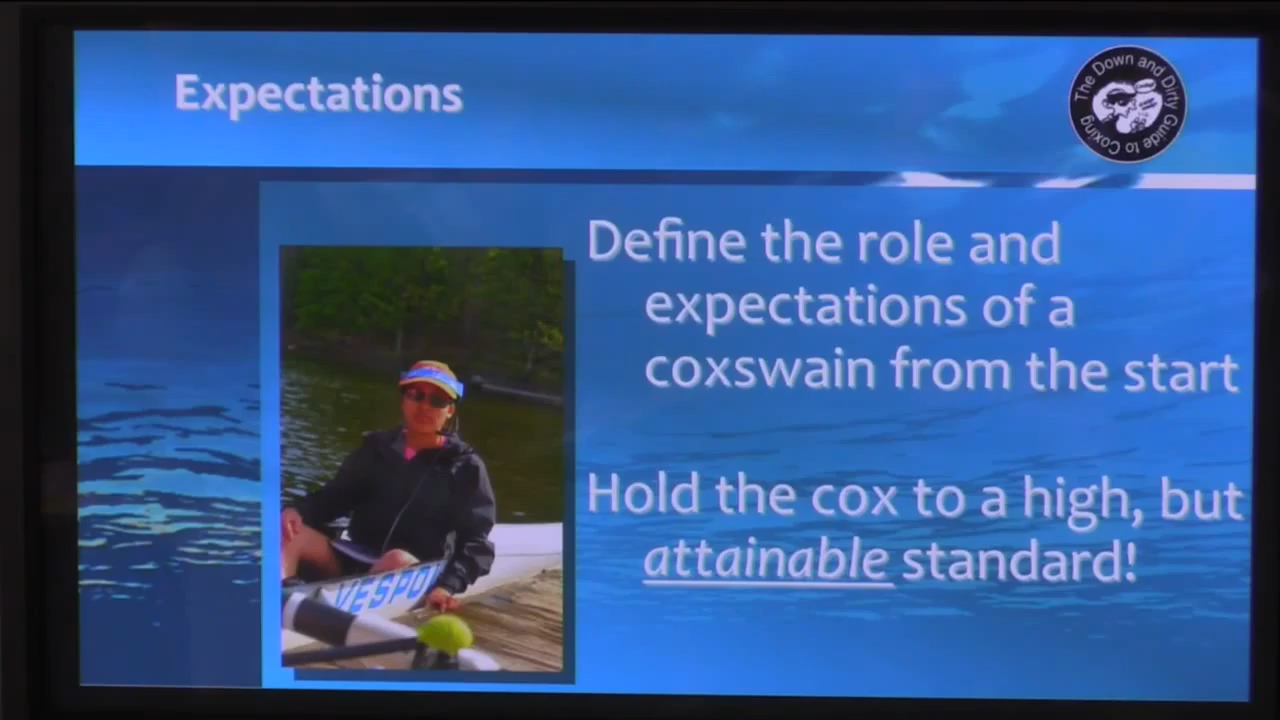 Expectations
The Down and Dirty Guide to Coxing
Define the role and
expectations of a
coxswain from the start
Hold the cox to a high, but
attainable standard!
VESPO